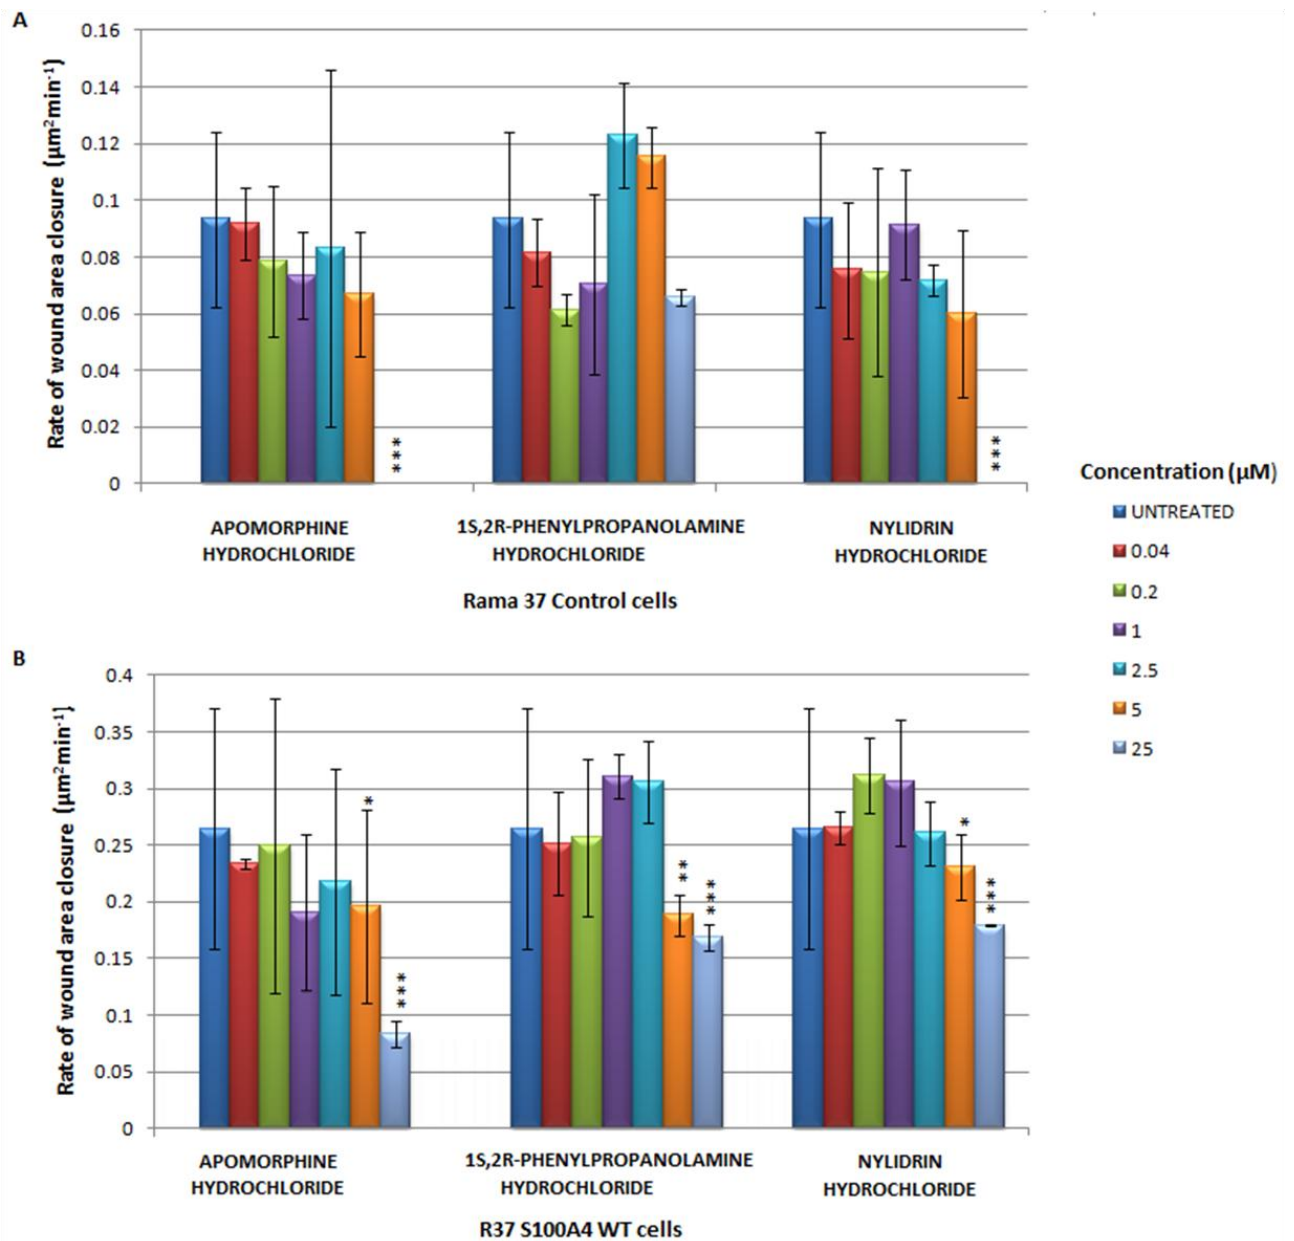 A
Rate of wound area closure (µm²min⁻¹)
0.16
0.14
0.12
0.1
0.08
0.06
0.04
0.02
0
***
***
APOMORPHINE
HYDROCHLORIDE
1S,2R-PHENYLPROPANOLAMINE
HYDROCHLORIDE
NYLIDRIN
HYDROCHLORIDE
Rama 37 Control cells
Concentration (µM)
UNTREATED
0.04
0.2
1
2.5
5
25
B
Rate of wound area closure (µm²min⁻¹)
0.4
0.35
0.3
0.25
0.2
0.15
0.1
0.05
0
*
***
**
***
*
***
APOMORPHINE
HYDROCHLORIDE
1S,2R-PHENYLPROPANOLAMINE
HYDROCHLORIDE
NYLIDRIN
HYDROCHLORIDE
R37 S100A4 WT cells